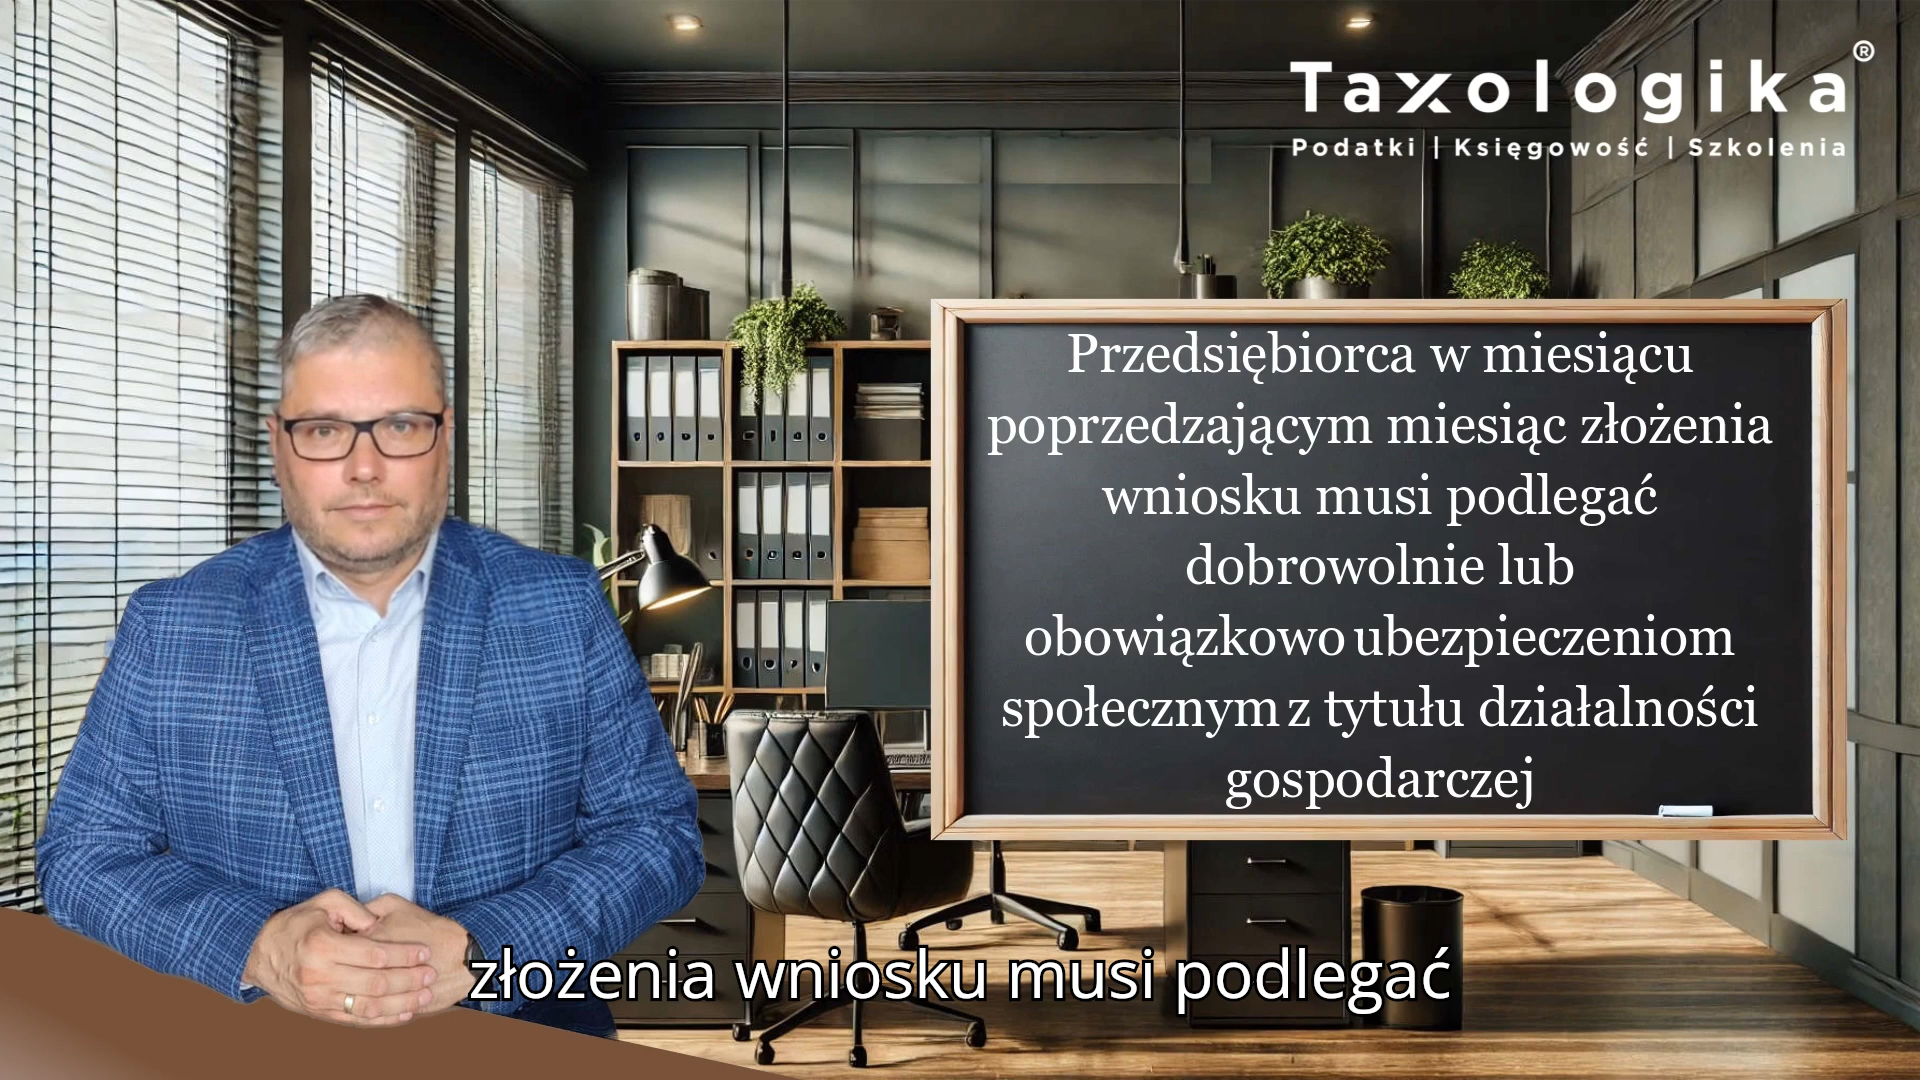 Taxologika®
Podatki | Księgowość | Szkolenia
Przedsiębiorca w miesiącu
poprzedzającym miesiąc złożenia
wniosku musi podlegać
dobrowolnie lub
obowiązkowo ubezpieczeniom
społecznym z tytułu działalności
gospodarczej
złożenia wniosku musi podlegać